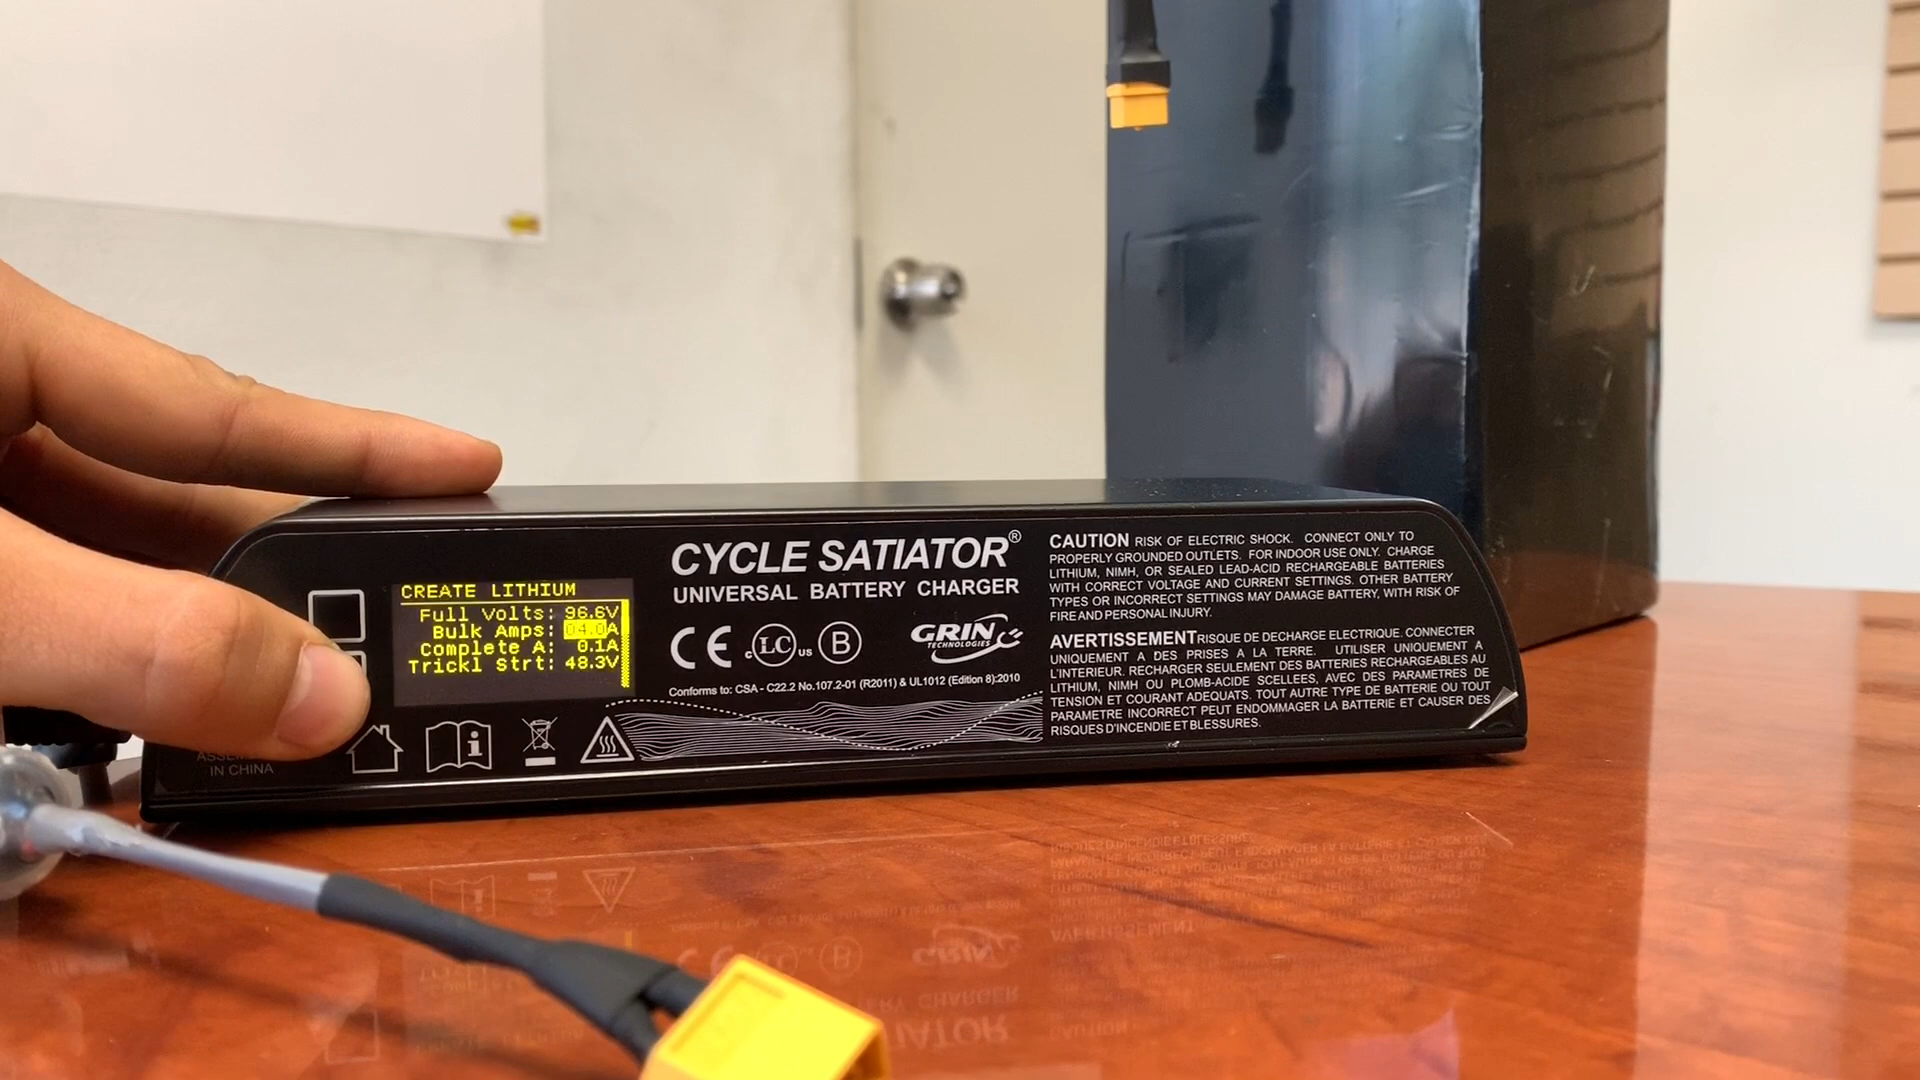 CREATE LITHIUM
Full Volts: 96.6V
Bulk Amps: 04.0A
Complete A: 0.1A
Trickl Strt: 48.3V
IN CHINA
CYCLE SATIATOR®
UNIVERSAL BATTERY CHARGER
CE c LC us B GRIN
TECHNOLOGIES
Conforms to: CSA - C22.2 No.107.2-01 (R2011) & UL1012 (Edition 8):2010
CAUTION RISK OF ELECTRIC SHOCK. CONNECT ONLY TO
PROPERLY GROUNDED OUTLETS. FOR INDOOR USE ONLY. CHARGE
LITHIUM, NIMH, OR SEALED LEAD-ACID RECHARGEABLE BATTERIES
WITH CORRECT VOLTAGE AND CURRENT SETTINGS. OTHER BATTERY
TYPES OR INCORRECT SETTINGS MAY DAMAGE BATTERY, WITH RISK OF
FIRE AND PERSONAL INJURY.
AVERTISSEMENT RISQUE DE DECHARGE ELECTRIQUE. CONNECTER
UNIQUEMENT A DES PRISES A LA TERRE. UTILISER UNIQUEMENT A
L'INTERIEUR. RECHARGER SEULEMENT DES BATTERIES RECHARGEABLES AU
LITHIUM, NIMH OU PLOMB-ACIDE SCELLEES, AVEC DES PARAMETRES DE
TENSION ET COURANT ADEQUATS. TOUT AUTRE TYPE DE BATTERIE OU TOUT
PARAMETRE INCORRECT PEUT ENDOMMAGER LA BATTERIE ET CAUSER DES
RISQUES D'INCENDIE ET BLESSURES.